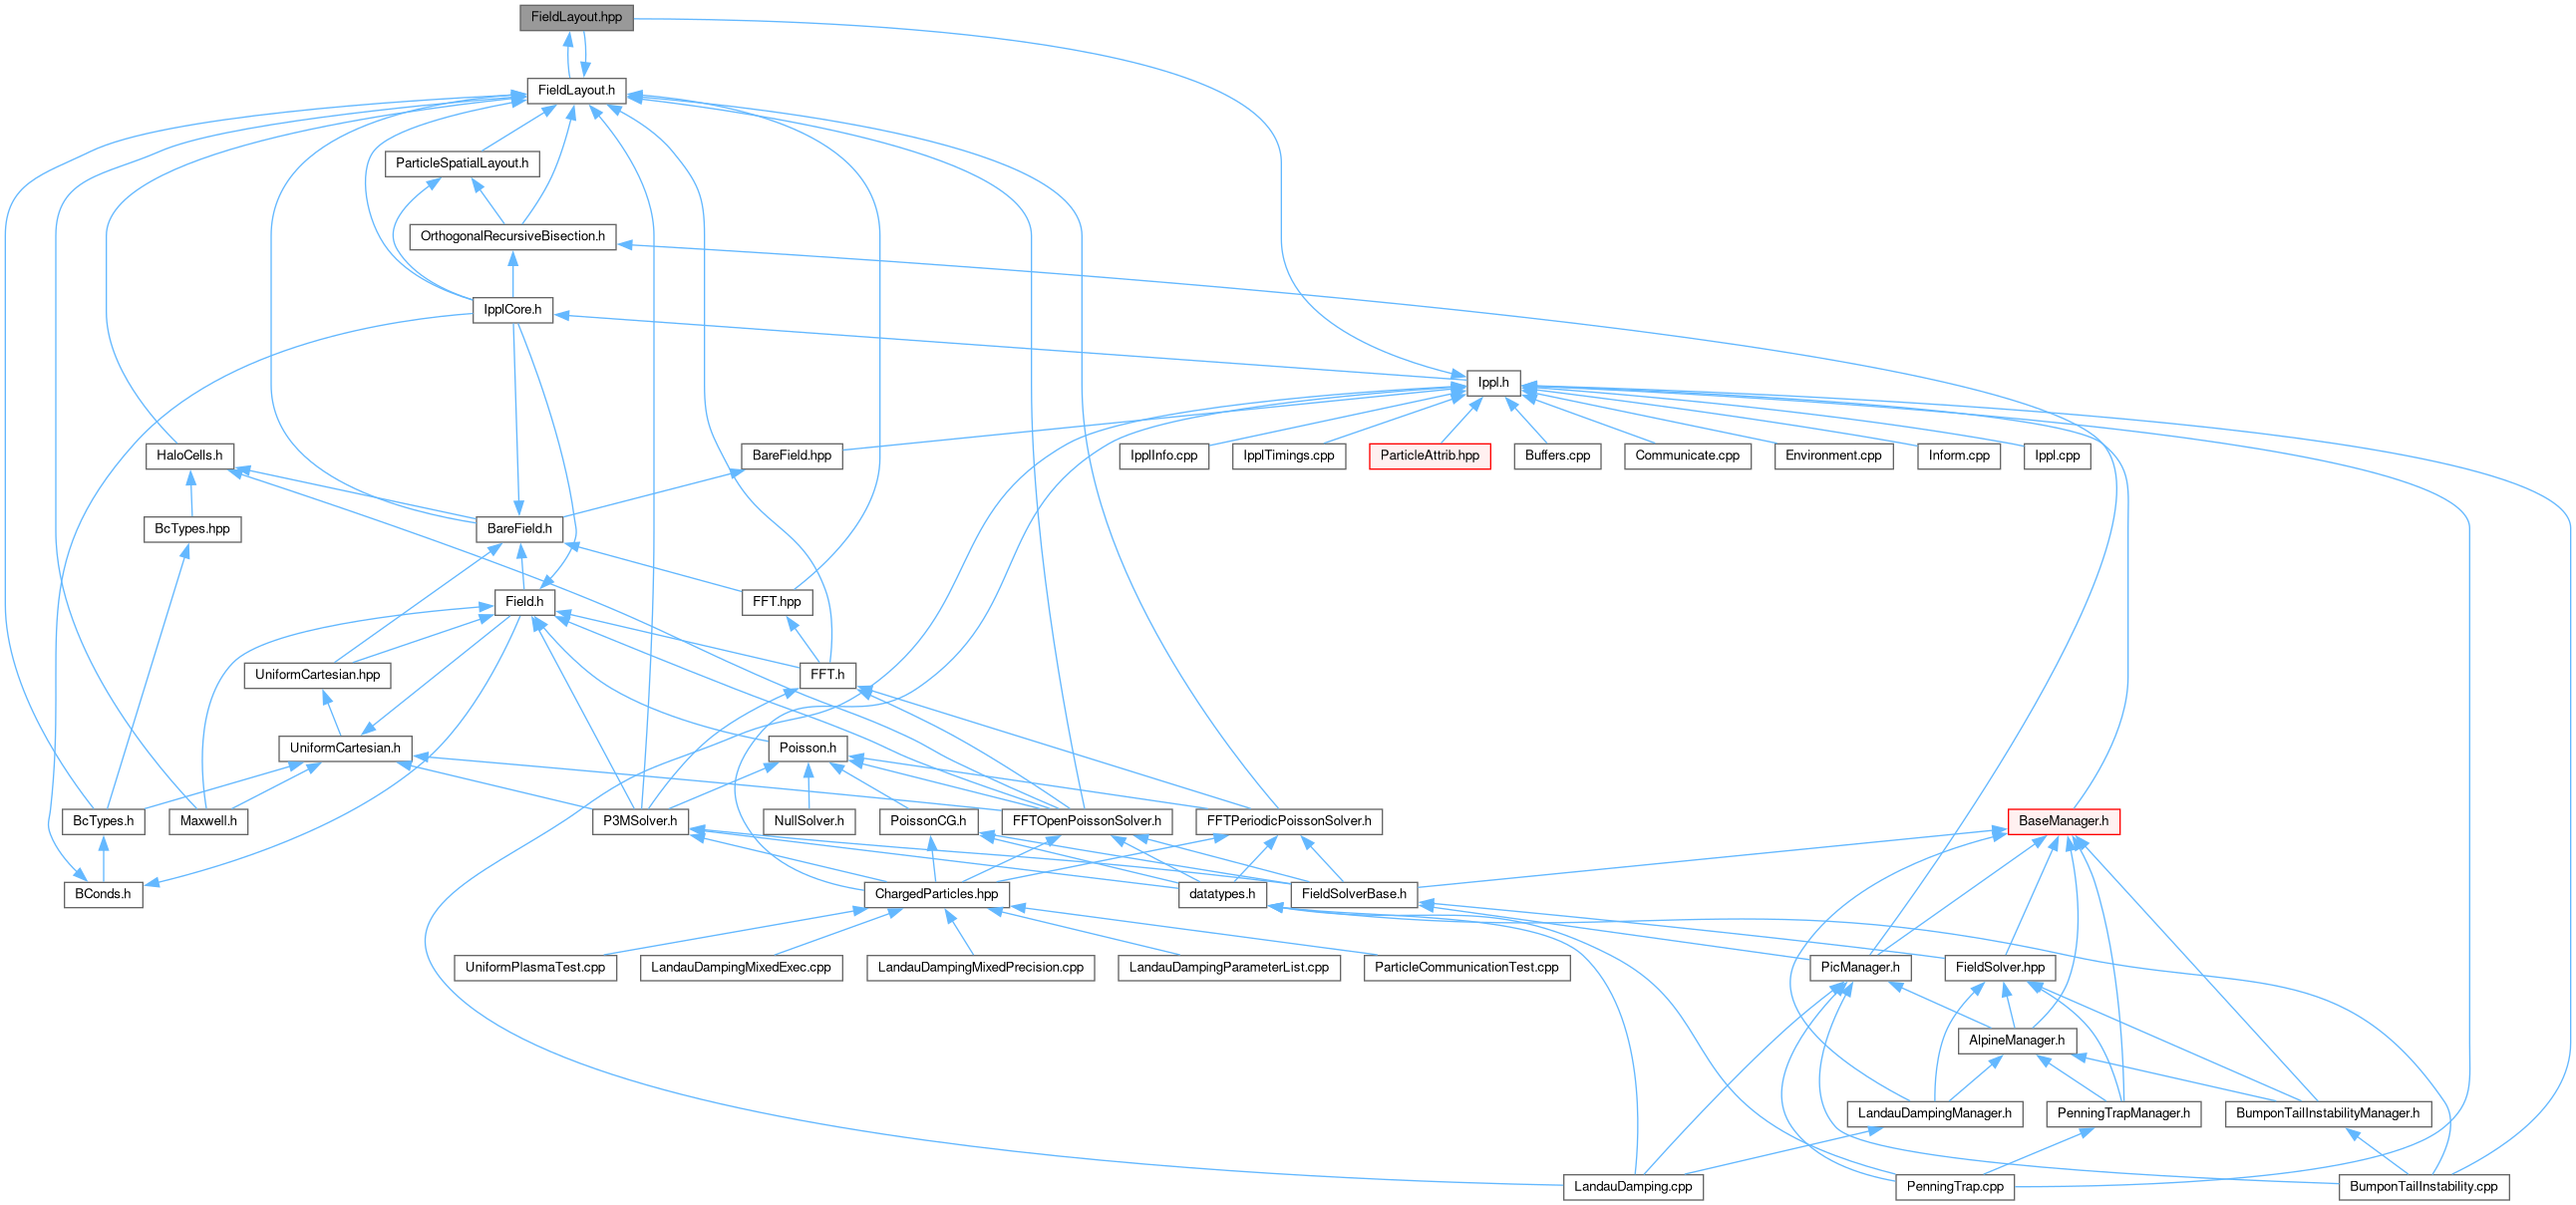 FieldLayout.hpp
FieldLayout.h
ParticleSpatialLayout.h
OrthogonalRecursiveBisection.h
IpplCore.h
Ippl.h
HaloCells.h
BareField.hpp
IpplInfo.cpp
IpplTimings.cpp
ParticleAttrib.hpp
Buffers.cpp
Communicate.cpp
Environment.cpp
Inform.cpp
Ippl.cpp
BcTypes.hpp
BareField.h
Field.h
FFT.hpp
UniformCartesian.hpp
FFT.h
UniformCartesian.h
Poisson.h
BcTypes.h
Maxwell.h
P3MSolver.h
NullSolver.h
PoissonCG.h
FFTOpenPoissonSolver.h
FFTPeriodicPoissonSolver.h
BaseManager.h
BConds.h
ChargedParticles.hpp
datatypes.h
FieldSolverBase.h
UniformPlasmaTest.cpp
LandauDampingMixedExec.cpp
LandauDampingMixedPrecision.cpp
LandauDampingParameterList.cpp
ParticleCommunicationTest.cpp
PicManager.h
FieldSolver.hpp
AlpineManager.h
LandauDampingManager.h
PenningTrapManager.h
BumponTailInstabilityManager.h
LandauDamping.cpp
PenningTrap.cpp
BumponTailInstability.cpp